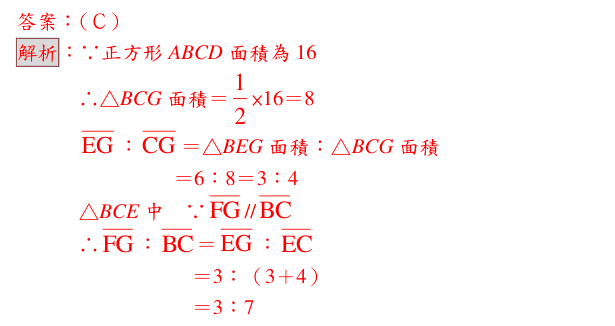 答案：(C)
解析：∵正方形 ABCD 面積為 16
∴△BCG 面積＝1/2×16＝8
EG：CG＝△BEG 面積：△BCG 面積
＝6：8＝3：4
△BCE 中 ∵FG//BC
∴FG：BC＝EG：EC
＝3：（3+4）
＝3：7